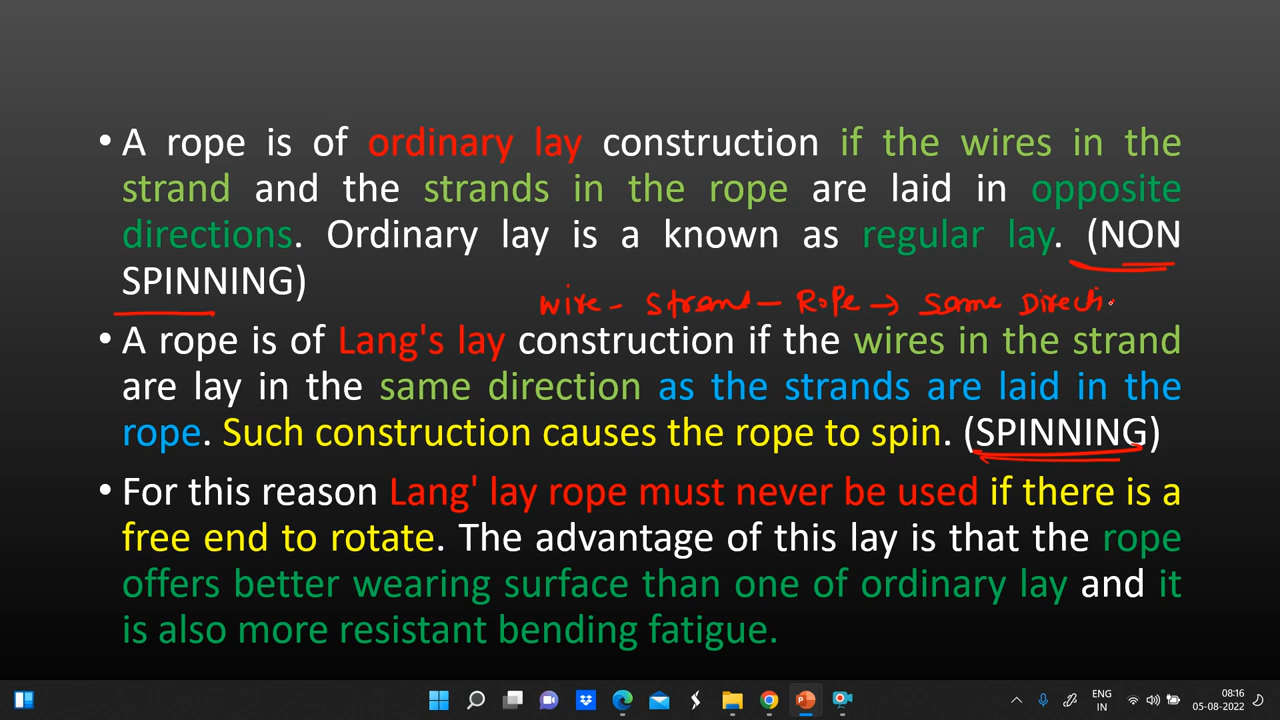 • A rope is of ordinary lay construction if the wires in the
strand and the strands in the rope are laid in opposite
directions. Ordinary lay is a known as regular lay. (NON
SPINNING)
Wire - Strand - Rope → Same Directi
• A rope is of Lang's lay construction if the wires in the strand
are lay in the same direction as the strands are laid in the
rope. Such construction causes the rope to spin. (SPINNING)
• For this reason Lang' lay rope must never be used if there is a
free end to rotate. The advantage of this lay is that the rope
offers better wearing surface than one of ordinary lay and it
is also more resistant bending fatigue.
ENG
IN
08:16
05-08-2022